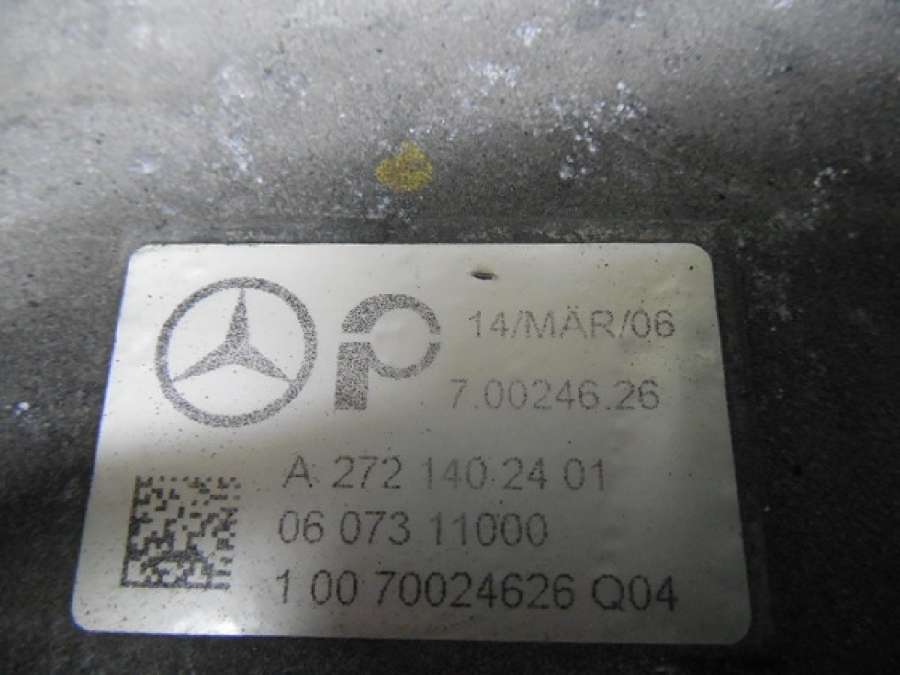 14/MÄR/06
7.00246.26
A 272 140 24 01
06 073 11000
1 00 70024626 Q04